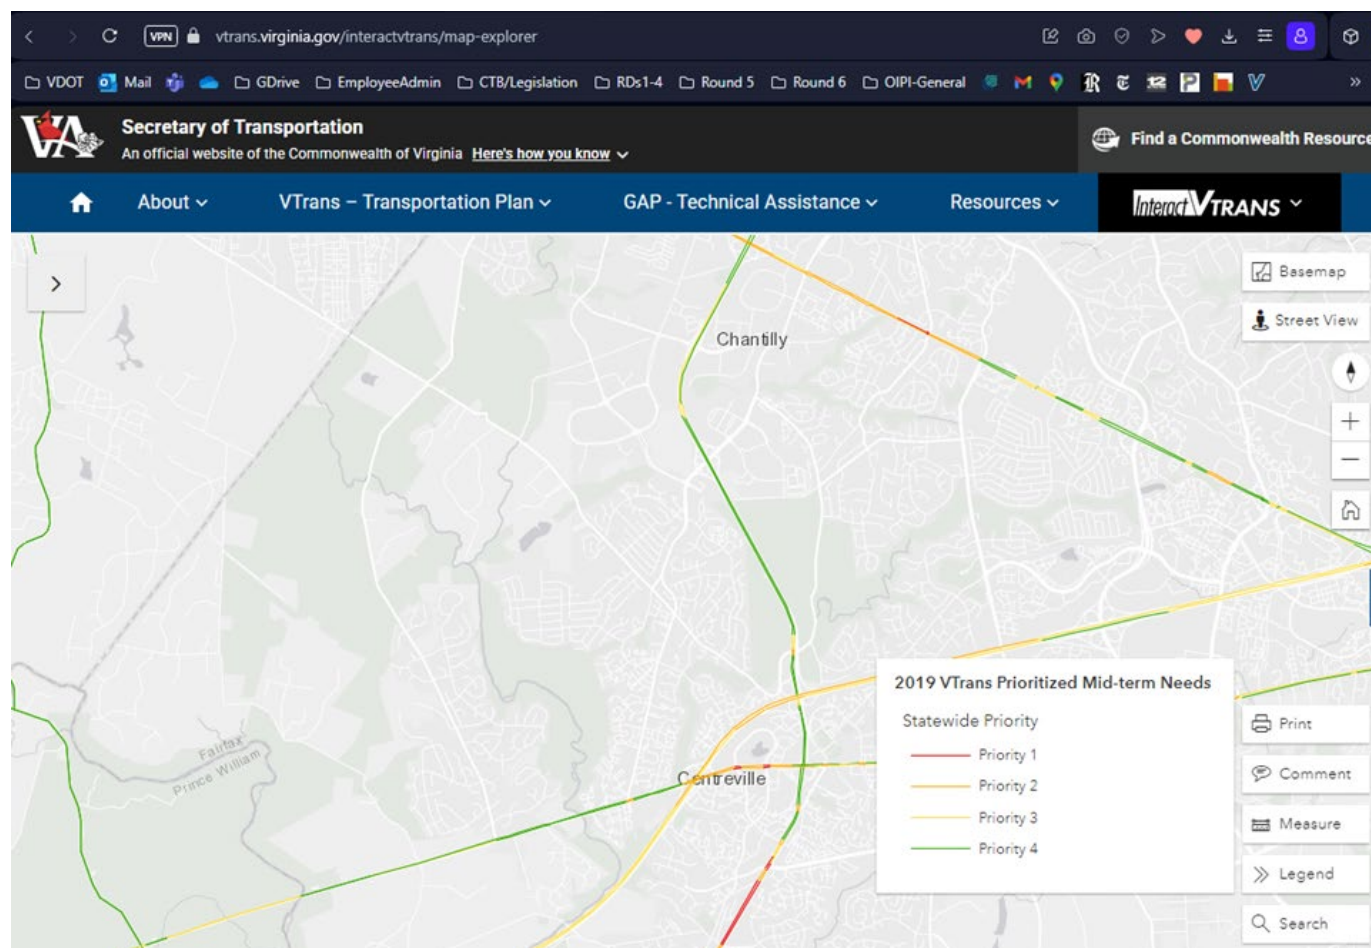 VPN vtrans.virginia.gov/interactvtrans/map-explorer
VDOT Mail GDrive EmployeeAdmin CTB/Legislation RDs1-4 Round 5 Round 6 OIPI-General »
VA Secretary of Transportation
An official website of the Commonwealth of Virginia Here's how you know
Find a Commonwealth Resource
About VTrans – Transportation Plan GAP - Technical Assistance Resources InteractVTRANS
Basemap
Street View
Chantilly
Fairfax
Prince William
Centreville
2019 VTrans Prioritized Mid-term Needs
Statewide Priority
Priority 1
Priority 2
Priority 3
Priority 4
Print
Comment
Measure
Legend
Search